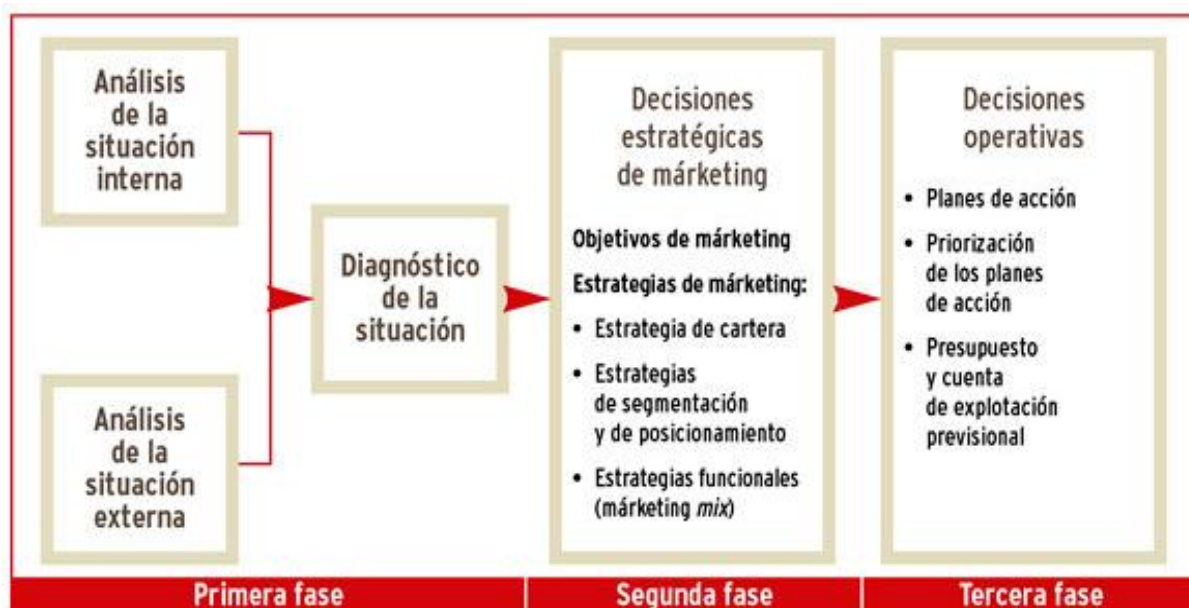 Análisis
de la
situación
interna
Análisis
de la
situación
externa
Diagnóstico
de la
situación
Decisiones
estratégicas
de márketing
Objetivos de márketing
Estrategias de márketing:
• Estrategia de cartera
• Estrategias
de segmentación
y de posicionamiento
• Estrategias funcionales
(márketing mix)
Decisiones
operativas
• Planes de acción
• Priorización
de los planes
de acción
• Presupuesto
y cuenta
de explotación
previsional
Primera fase
Segunda fase
Tercera fase